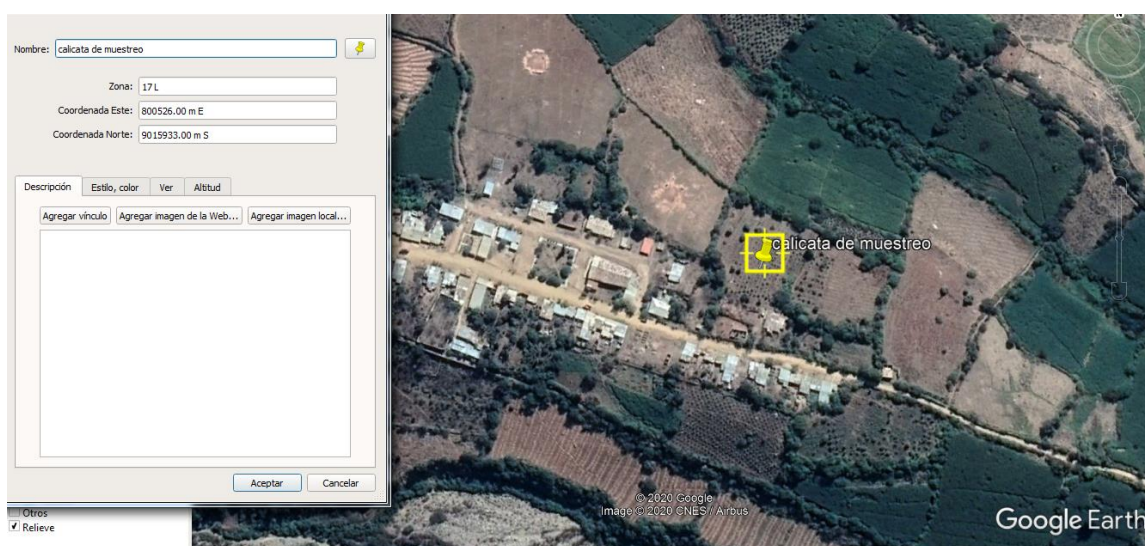 N
Nombre: calicata de muestreo
Zona: 17 L
Coordenada Este: 800526.00 m E
Coordenada Norte: 9015933.00 m S
Descripción Estilo, color Ver Altitud
Agregar vínculo Agregar imagen de la Web... Agregar imagen local...
calicata de muestreo
Aceptar Cancelar
© 2020 Google
Image © 2020 CNES / Airbus
Google Earth
Otros
Relieve